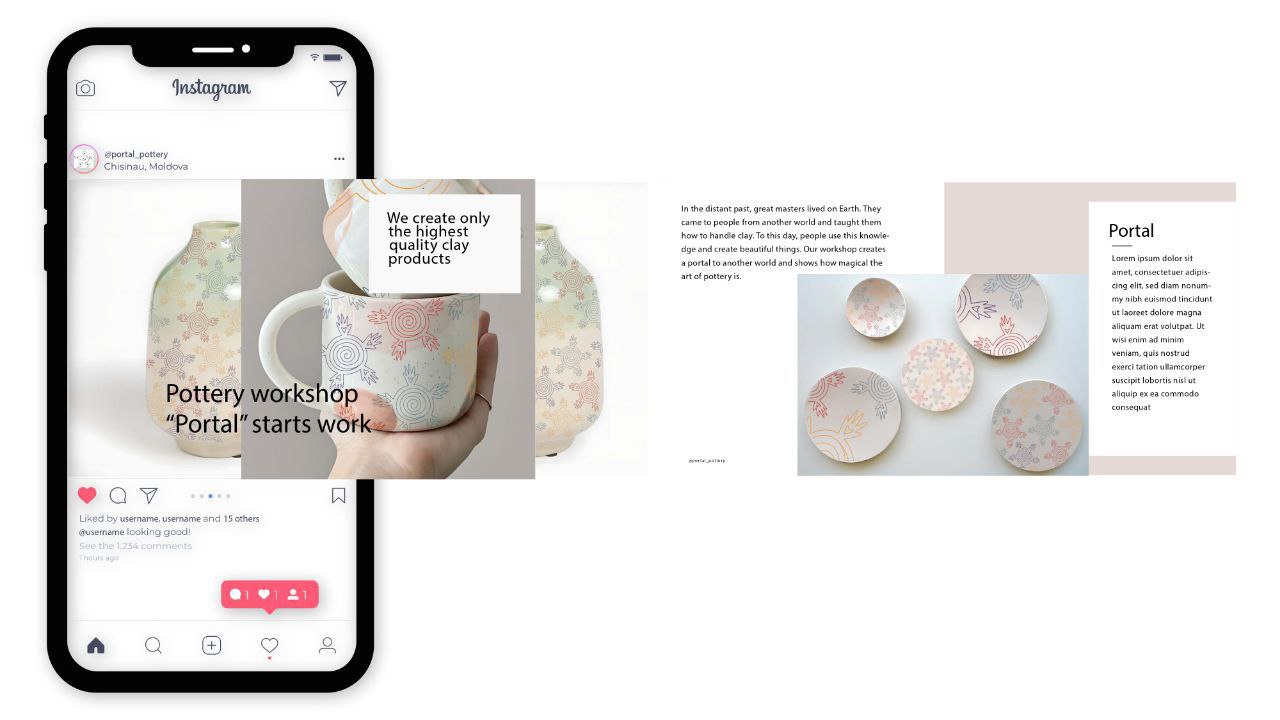 Instagram
@portal_pottery
Chisinau, Moldova
We create only
the highest
quality clay
products
Pottery workshop
“Portal” starts work
Liked by username, username and 15 others
@username looking good!
See the 1,234 comments
1 hours ago
1 1 1
In the distant past, great masters lived on Earth. They
came to people from another world and taught them
how to handle clay. To this day, people use this knowle-
dge and create beautiful things. Our workshop creates
a portal to another world and shows how magical the
art of pottery is.
@portal_pottery
Portal
Lorem ipsum dolor sit
amet, consectetuer adipis-
cing elit, sed diam nonum-
my nibh euismod tincidunt
ut laoreet dolore magna
aliquam erat volutpat. Ut
wisi enim ad minim
veniam, quis nostrud
exerci tation ullamcorper
suscipit lobortis nisl ut
aliquip ex ea commodo
consequat